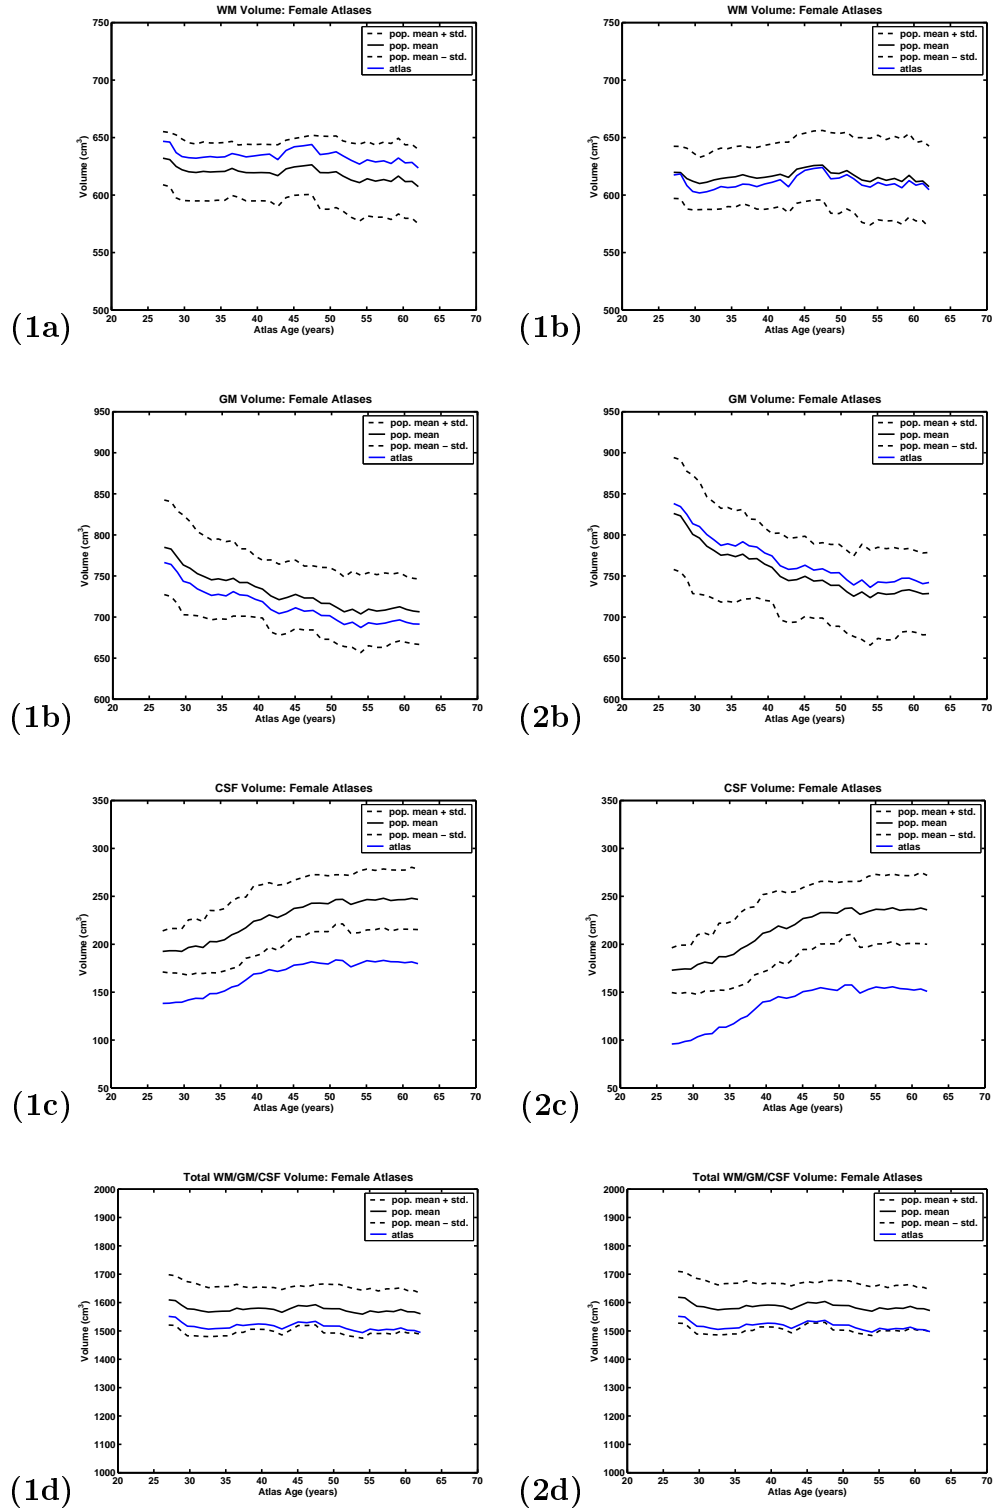 WM Volume: Female Atlases
750
700
650
600
550
500
Volume (cm³)
20 25 30 35 40 45 50 55 60 65 70
Atlas Age (years)
pop. mean + std.
pop. mean
pop. mean − std.
atlas
(1a)
WM Volume: Female Atlases
750
700
650
600
550
500
Volume (cm³)
20 25 30 35 40 45 50 55 60 65 70
Atlas Age (years)
pop. mean + std.
pop. mean
pop. mean − std.
atlas
(1b)
GM Volume: Female Atlases
950
900
850
800
750
700
650
600
Volume (cm³)
20 25 30 35 40 45 50 55 60 65 70
Atlas Age (years)
pop. mean + std.
pop. mean
pop. mean − std.
atlas
(1b)
GM Volume: Female Atlases
950
900
850
800
750
700
650
600
Volume (cm³)
20 25 30 35 40 45 50 55 60 65 70
Atlas Age (years)
pop. mean + std.
pop. mean
pop. mean − std.
atlas
(2b)
CSF Volume: Female Atlases
350
300
250
200
150
100
50
Volume (cm³)
20 25 30 35 40 45 50 55 60 65 70
Atlas Age (years)
pop. mean + std.
pop. mean
pop. mean − std.
atlas
(1c)
CSF Volume: Female Atlases
350
300
250
200
150
100
50
Volume (cm³)
20 25 30 35 40 45 50 55 60 65 70
Atlas Age (years)
pop. mean + std.
pop. mean
pop. mean − std.
atlas
(2c)
Total WM/GM/CSF Volume: Female Atlases
2000
1900
1800
1700
1600
1500
1400
1300
1200
1100
1000
Volume (cm³)
20 25 30 35 40 45 50 55 60 65 70
Atlas Age (years)
pop. mean + std.
pop. mean
pop. mean − std.
atlas
(1d)
Total WM/GM/CSF Volume: Female Atlases
2000
1900
1800
1700
1600
1500
1400
1300
1200
1100
1000
Volume (cm³)
20 25 30 35 40 45 50 55 60 65 70
Atlas Age (years)
pop. mean + std.
pop. mean
pop. mean − std.
atlas
(2d)